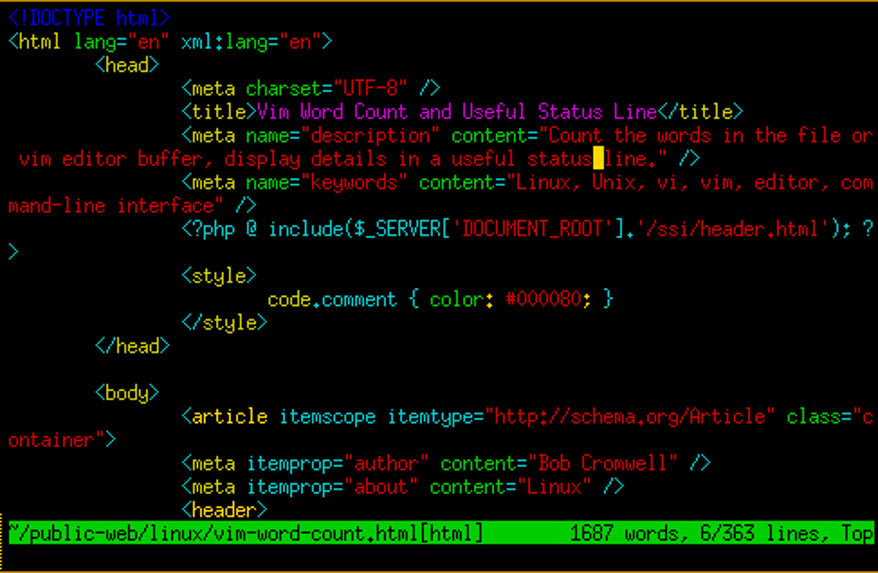 <!DOCTYPE html>
<html lang="en" xml:lang="en">
<head>
<meta charset="UTF-8" />
<title>Vim Word Count and Useful Status Line</title>
<meta name="description" content="Count the words in the file or
vim editor buffer, display details in a useful status line." />
<meta name="keywords" content="Linux, Unix, vi, vim, editor, com
mand-line interface" />
<?php @ include($_SERVER['DOCUMENT_ROOT'].'/ssi/header.html'); ?
>
<style>
code.comment { color: #000080; }
</style>
</head>
<body>
<article itemscope itemtype="http://schema.org/Article" class="c
ontainer">
<meta itemprop="author" content="Bob Cromwell" />
<meta itemprop="about" content="Linux" />
<header>
~/public-web/linux/vim-word-count.html[html] 1687 words, 6/363 lines, Top